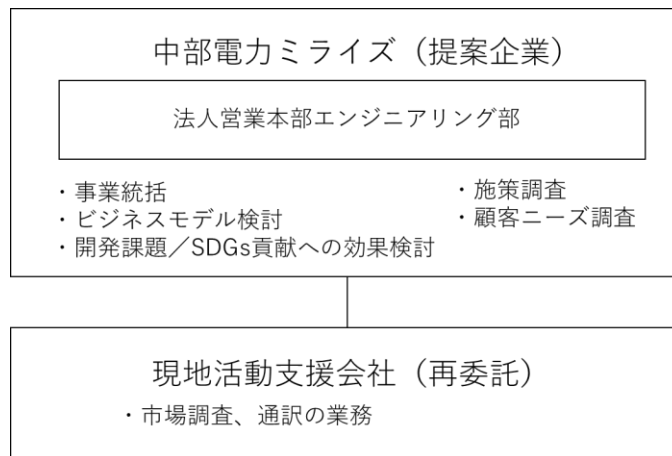 中部電力ミライズ（提案企業）
法人営業本部エンジニアリング部
・事業統括
・ビジネスモデル検討
・開発課題／SDGs貢献への効果検討
・施策調査
・顧客ニーズ調査
現地活動支援会社（再委託）
・市場調査、通訳の業務